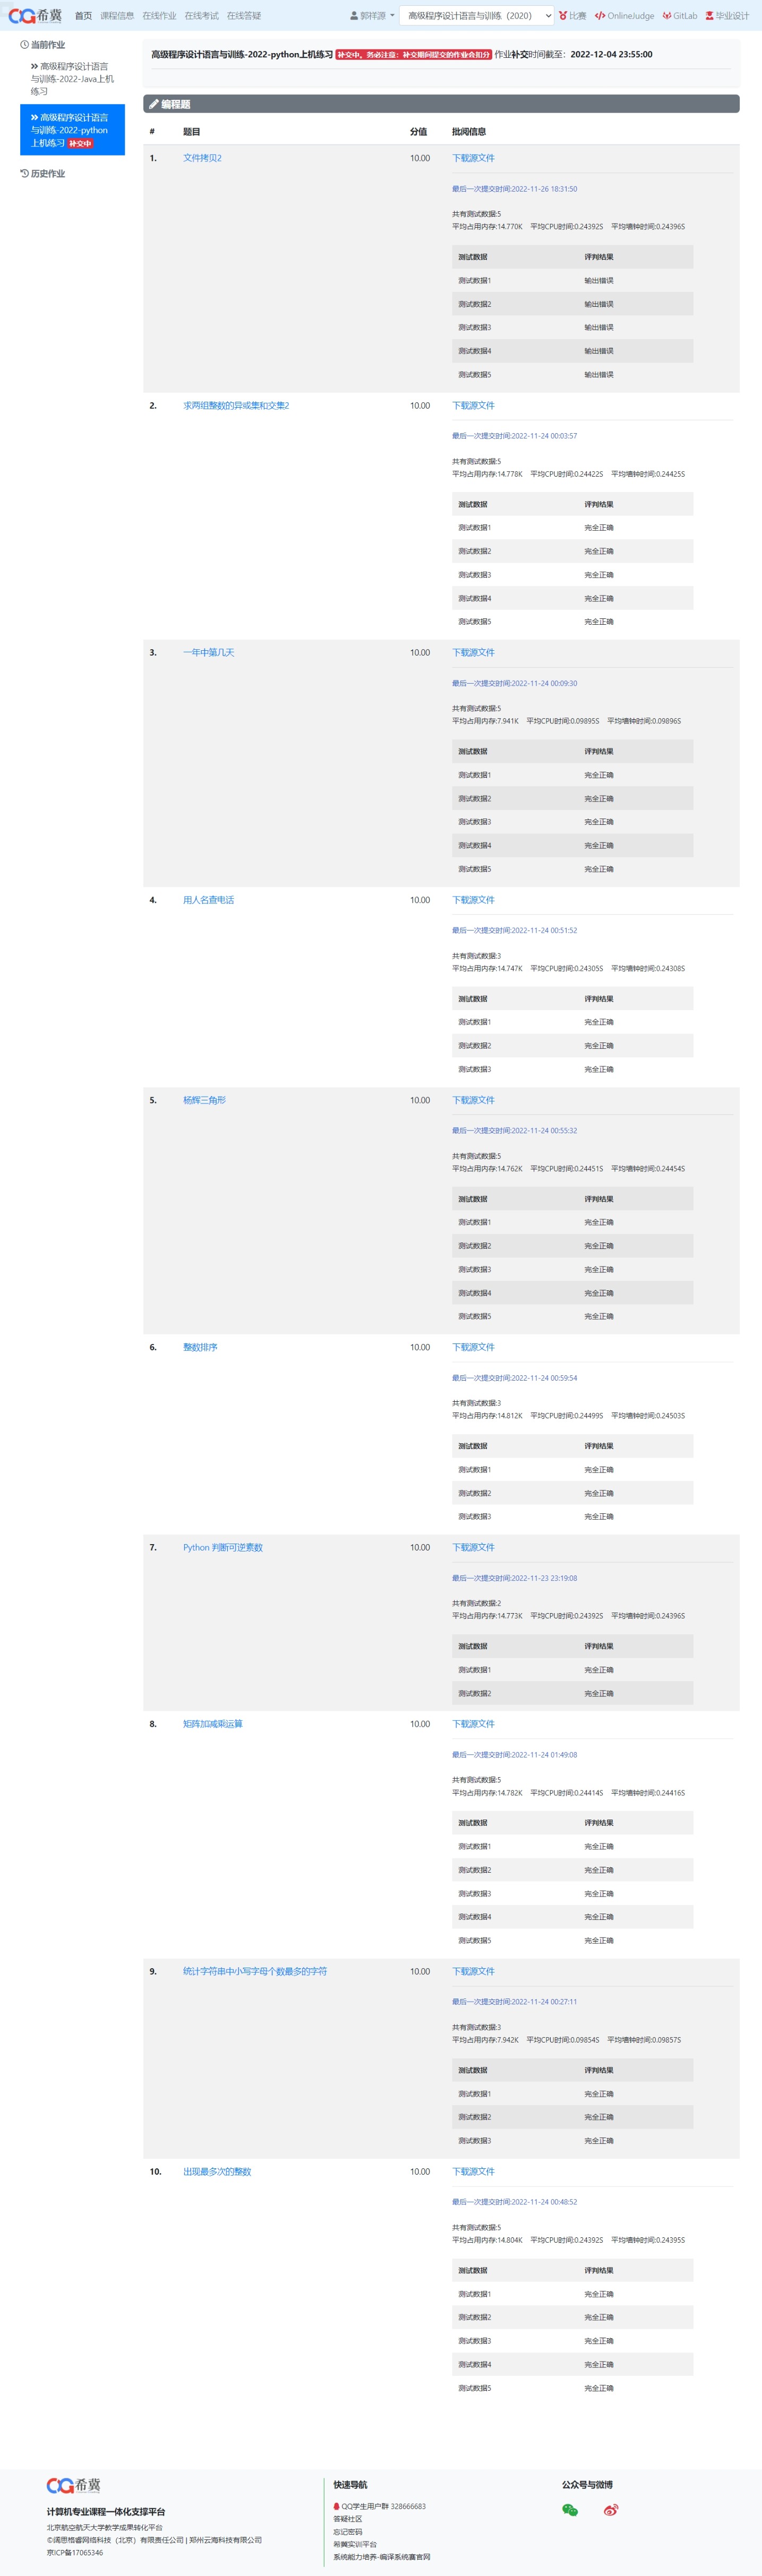 CG希冀 首页 课程信息 在线作业 在线考试 在线答疑 郭祥源 高级程序设计语言与训练（2020） 比赛 OnlineJudge GitLab 毕业设计
当前作业
高级程序设计语言
与训练-2022-Java上机
练习
高级程序设计语言
与训练-2022-python
上机练习 补交中
历史作业
高级程序设计语言与训练-2022-python上机练习 补交中，务必注意：补交期间提交的作业会扣分 作业补交时间截至：2022-12-04 23:55:00
编程题
# 题目 分值 批阅信息
1. 文件拷贝2 10.00 下载源文件
最后一次提交时间:2022-11-26 18:31:50
共有测试数据:5
平均占用内存:14.770K 平均CPU时间:0.24392S 平均墙钟时间:0.24396S
测试数据 评判结果
测试数据1 输出错误
测试数据2 输出错误
测试数据3 输出错误
测试数据4 输出错误
测试数据5 输出错误
2. 求两组整数的异或集和交集2 10.00 下载源文件
最后一次提交时间:2022-11-24 00:03:57
共有测试数据:5
平均占用内存:14.778K 平均CPU时间:0.24422S 平均墙钟时间:0.24425S
测试数据 评判结果
测试数据1 完全正确
测试数据2 完全正确
测试数据3 完全正确
测试数据4 完全正确
测试数据5 完全正确
3. 一年中第几天 10.00 下载源文件
最后一次提交时间:2022-11-24 00:09:30
共有测试数据:5
平均占用内存:7.941K 平均CPU时间:0.09895S 平均墙钟时间:0.09896S
测试数据 评判结果
测试数据1 完全正确
测试数据2 完全正确
测试数据3 完全正确
测试数据4 完全正确
测试数据5 完全正确
4. 用人名查电话 10.00 下载源文件
最后一次提交时间:2022-11-24 00:51:52
共有测试数据:3
平均占用内存:14.747K 平均CPU时间:0.24305S 平均墙钟时间:0.24308S
测试数据 评判结果
测试数据1 完全正确
测试数据2 完全正确
测试数据3 完全正确
5. 杨辉三角形 10.00 下载源文件
最后一次提交时间:2022-11-24 00:55:32
共有测试数据:5
平均占用内存:14.762K 平均CPU时间:0.24451S 平均墙钟时间:0.24454S
测试数据 评判结果
测试数据1 完全正确
测试数据2 完全正确
测试数据3 完全正确
测试数据4 完全正确
测试数据5 完全正确
6. 整数排序 10.00 下载源文件
最后一次提交时间:2022-11-24 00:59:54
共有测试数据:3
平均占用内存:14.812K 平均CPU时间:0.24499S 平均墙钟时间:0.24503S
测试数据 评判结果
测试数据1 完全正确
测试数据2 完全正确
测试数据3 完全正确
7. Python 判断可逆素数 10.00 下载源文件
最后一次提交时间:2022-11-23 23:19:08
共有测试数据:2
平均占用内存:14.773K 平均CPU时间:0.24392S 平均墙钟时间:0.24396S
测试数据 评判结果
测试数据1 完全正确
测试数据2 完全正确
8. 矩阵加减乘运算 10.00 下载源文件
最后一次提交时间:2022-11-24 01:49:08
共有测试数据:5
平均占用内存:14.782K 平均CPU时间:0.24414S 平均墙钟时间:0.24416S
测试数据 评判结果
测试数据1 完全正确
测试数据2 完全正确
测试数据3 完全正确
测试数据4 完全正确
测试数据5 完全正确
9. 统计字符串中小写字母个数最多的字符 10.00 下载源文件
最后一次提交时间:2022-11-24 00:27:11
共有测试数据:3
平均占用内存:7.942K 平均CPU时间:0.09854S 平均墙钟时间:0.09857S
测试数据 评判结果
测试数据1 完全正确
测试数据2 完全正确
测试数据3 完全正确
10. 出现最多次的整数 10.00 下载源文件
最后一次提交时间:2022-11-24 00:48:52
共有测试数据:5
平均占用内存:14.804K 平均CPU时间:0.24392S 平均墙钟时间:0.24395S
测试数据 评判结果
测试数据1 完全正确
测试数据2 完全正确
测试数据3 完全正确
测试数据4 完全正确
测试数据5 完全正确
CG希冀
计算机专业课程一体化支撑平台
北京航空航天大学教学成果转化平台
©阔思格睿网络科技（北京）有限责任公司 | 郑州云海科技有限公司
京ICP备17065346
快速导航
QQ学生用户群 328666683
答疑社区
忘记密码
希冀实训平台
系统能力培养-编译系统赛官网
公众号与微博